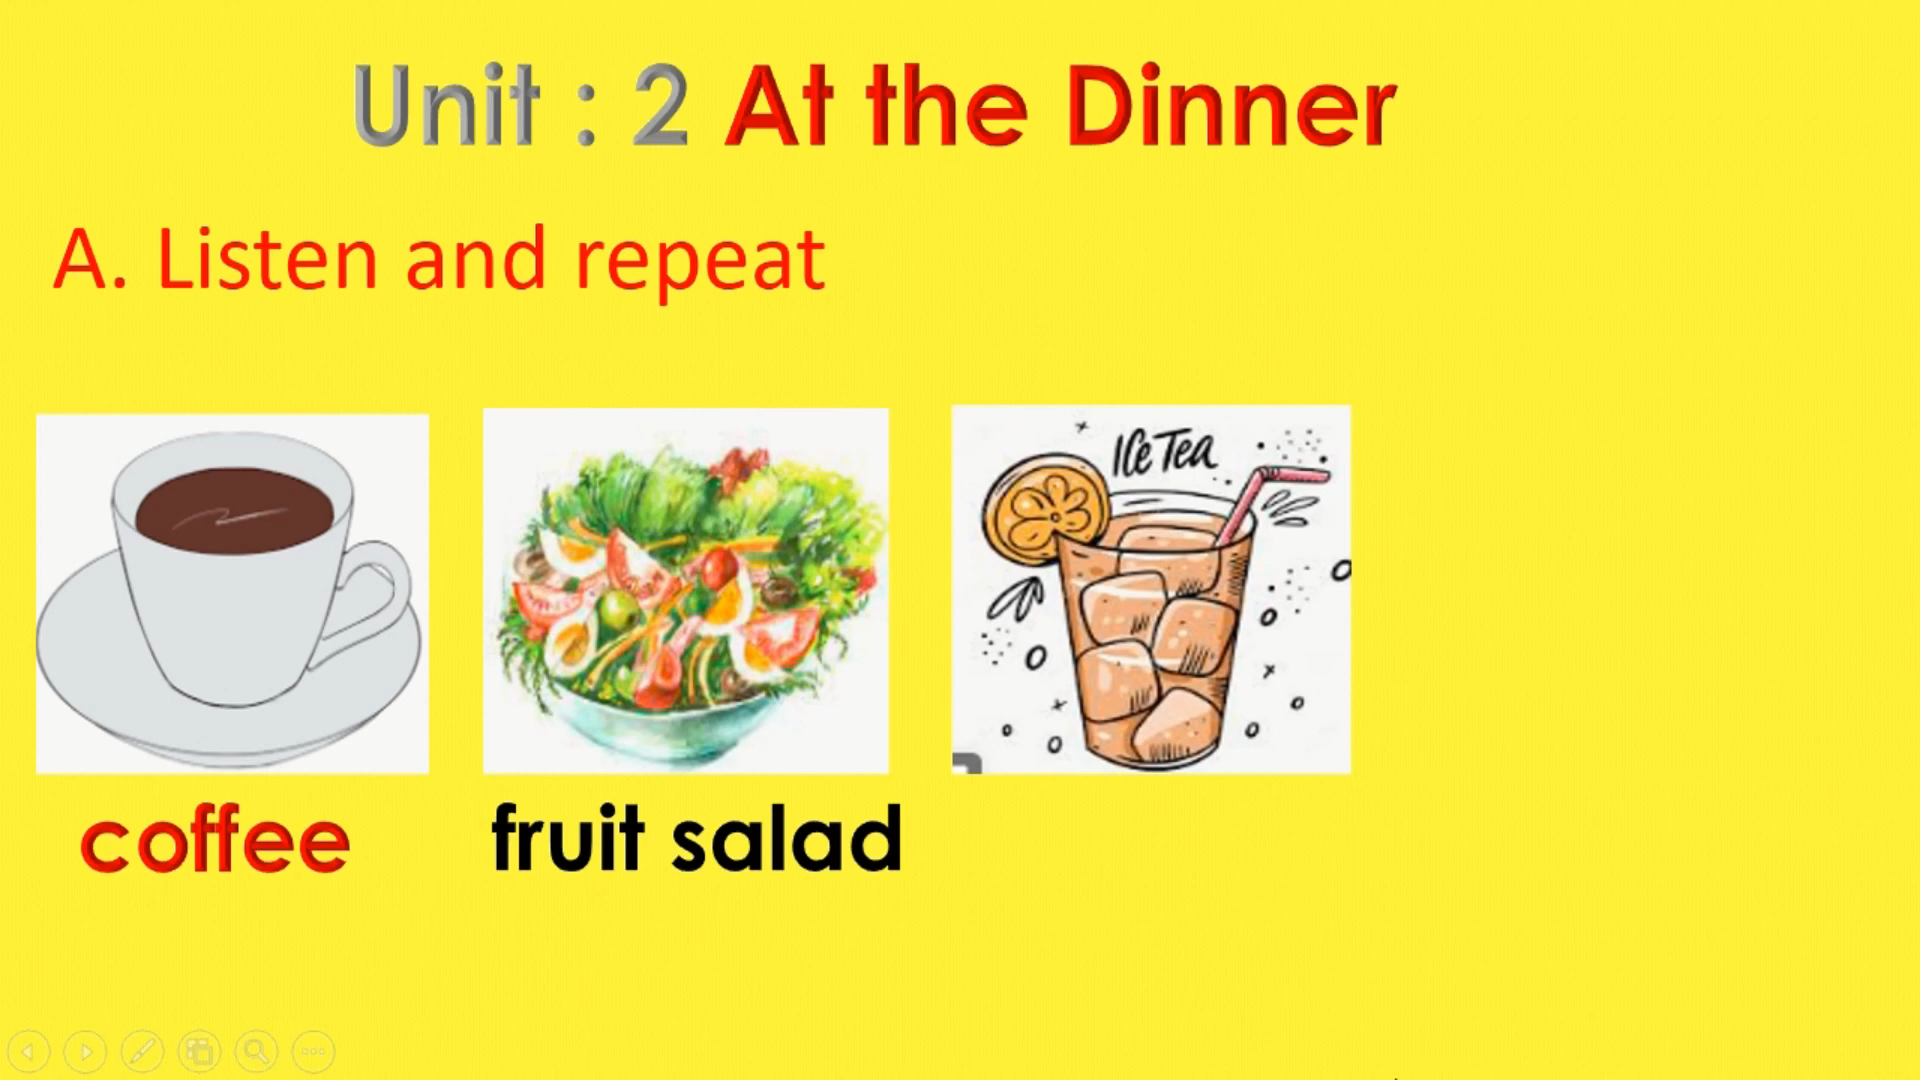 Unit : 2 At the Dinner
A. Listen and repeat
Ice Tea
coffee
fruit salad